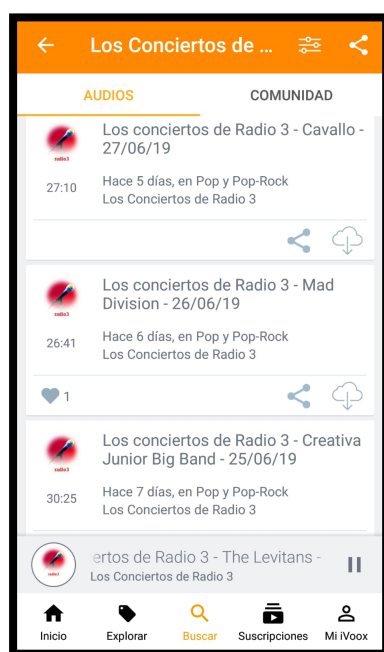 Los Conciertos de ...
AUDIOS
COMUNIDAD
Los conciertos de Radio 3 - Cavallo -
27/06/19
radio3
27:10
Hace 5 días, en Pop y Pop-Rock
Los Conciertos de Radio 3
Los conciertos de Radio 3 - Mad
Division - 26/06/19
radio3
26:41
Hace 6 días, en Pop y Pop-Rock
Los Conciertos de Radio 3
1
Los conciertos de Radio 3 - Creativa
Junior Big Band - 25/06/19
radio3
30:25
Hace 7 días, en Pop y Pop-Rock
Los Conciertos de Radio 3
ertos de Radio 3 - The Levitans -
Los Conciertos de Radio 3
radio3
Inicio
Explorar
Buscar
Suscripciones
Mi iVoox